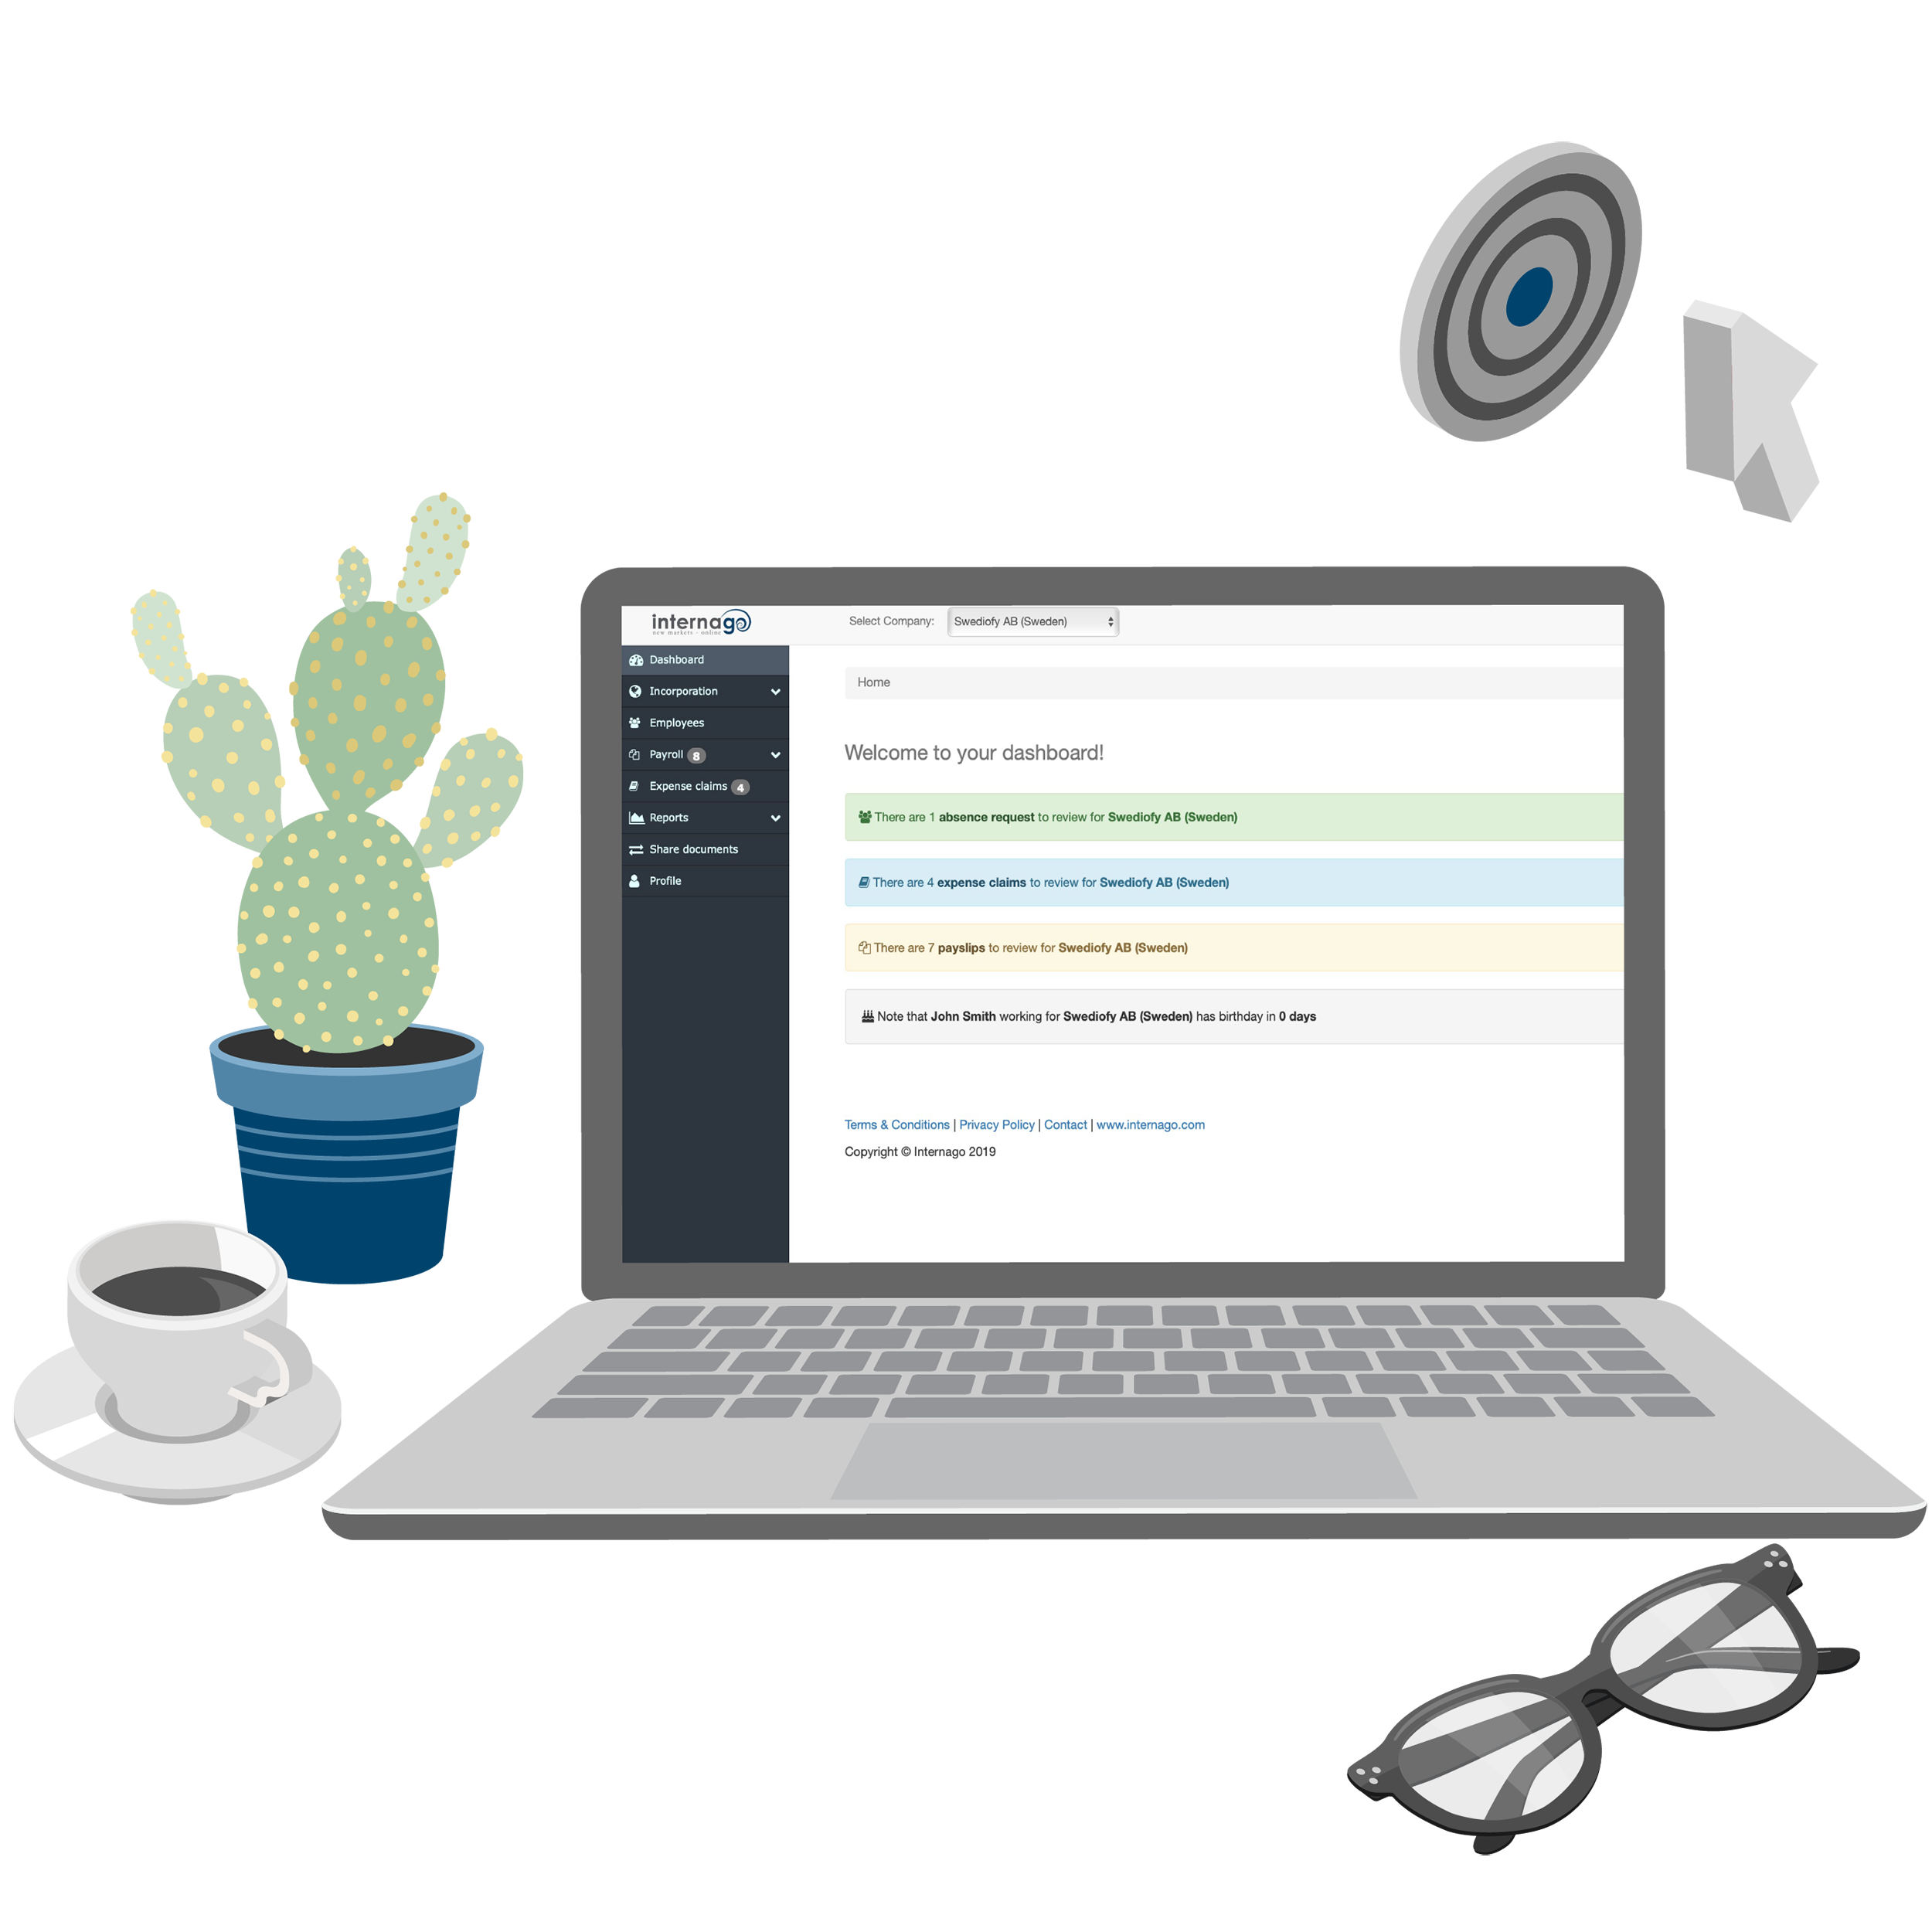 internago
new markets - online
Select Company: Swediofy AB (Sweden)
Dashboard
Incorporation
Employees
Payroll 8
Expense claims 4
Reports
Share documents
Profile
Home
Welcome to your dashboard!
There are 1 absence request to review for Swediofy AB (Sweden)
There are 4 expense claims to review for Swediofy AB (Sweden)
There are 7 payslips to review for Swediofy AB (Sweden)
Note that John Smith working for Swediofy AB (Sweden) has birthday in 0 days
Terms & Conditions | Privacy Policy | Contact | www.internago.com
Copyright © Internago 2019